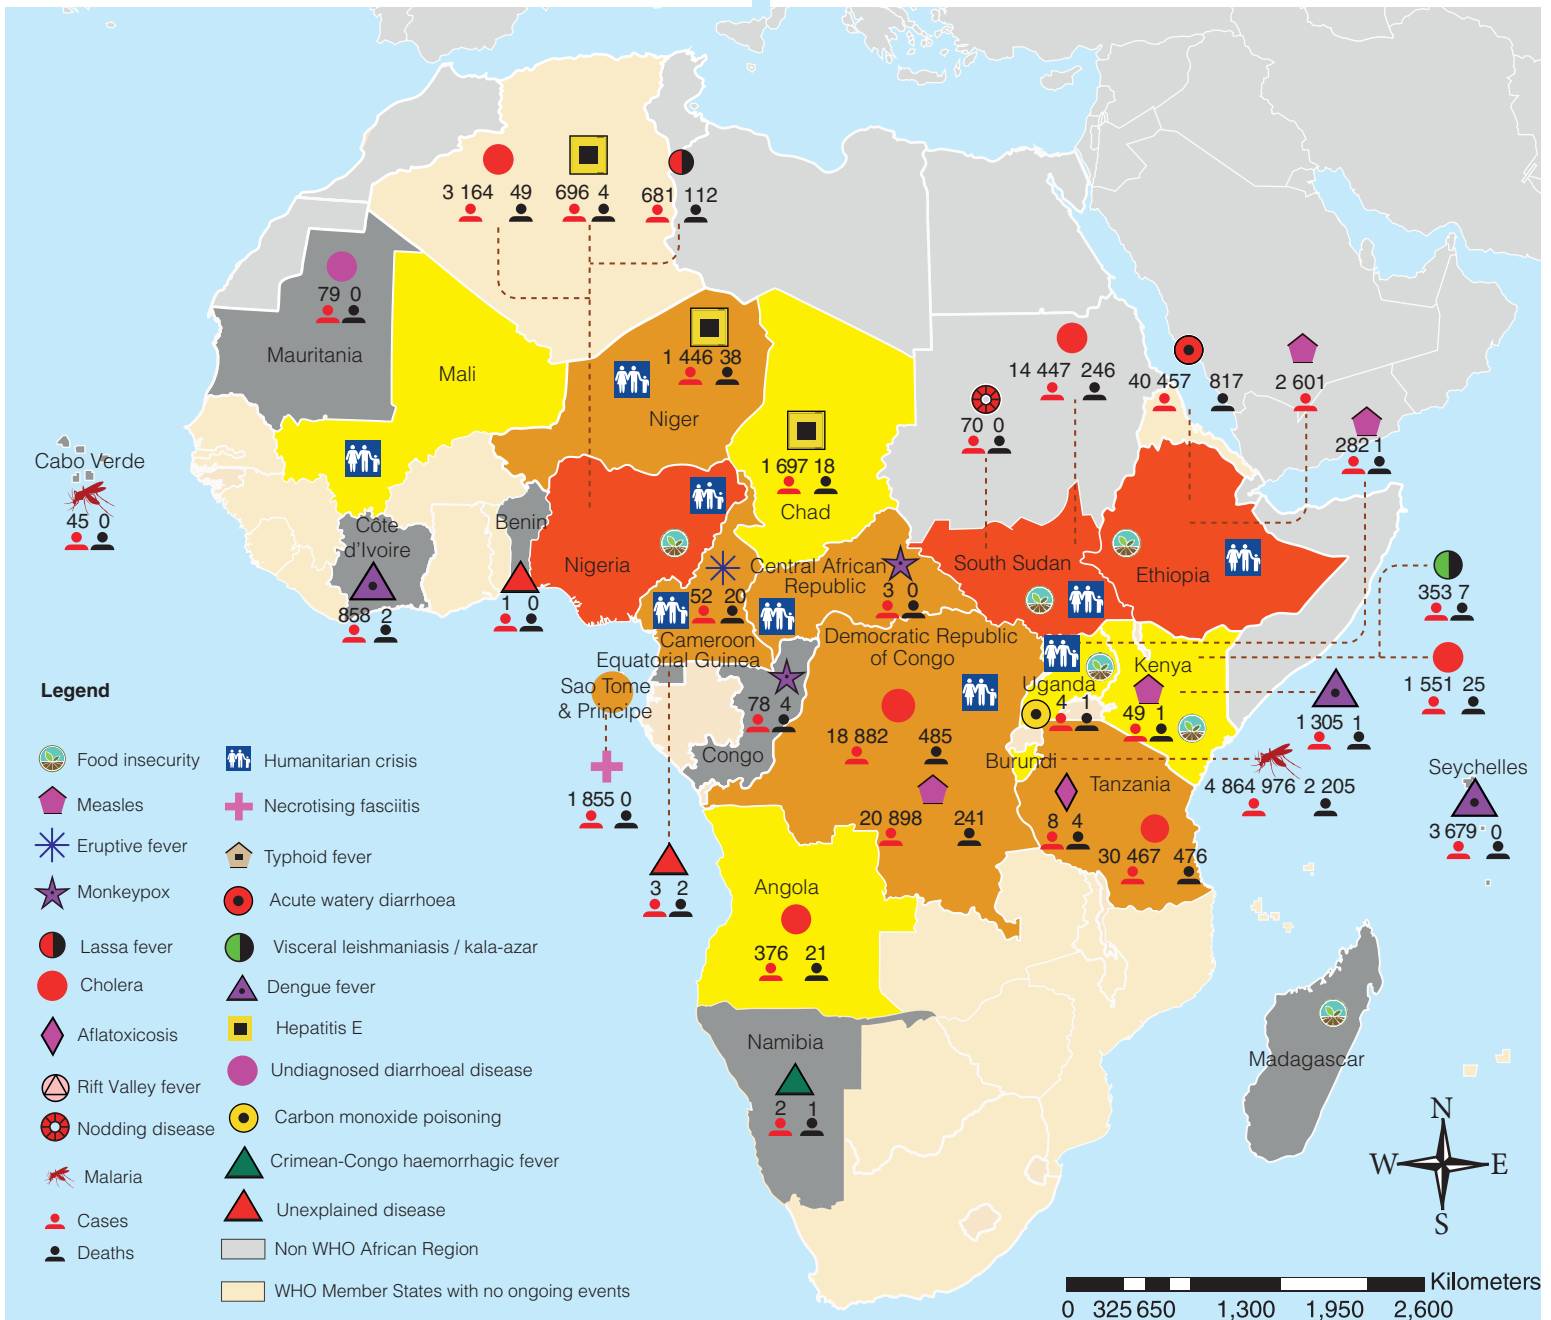 3 164 49
696 4
681 112
79 0
Mauritania
Mali
1 446 38
Niger
14 447 246
40 457 817
2 601
70 0
282 1
1 697 18
Chad
Cabo Verde
45 0
Côte
d'Ivoire
858 2
Benin
1 0
Nigeria
Central African
Republic
3 0
South Sudan
Ethiopia
353 7
52 20
Cameroon
Equatorial Guinea
Democratic Republic
of Congo
Kenya
Uganda
1 551 25
Sao Tome
& Principe
78 4
Congo
4 1
49 1
1 305 1
18 882 485
Burundi
Tanzania
4 864 976 2 205
Seychelles
3 679 0
1 855 0
20 898 241
8 4
30 467 476
3 2
Angola
376 21
Namibia
2 1
Madagascar
Legend
Food insecurity
Measles
Eruptive fever
Monkeypox
Lassa fever
Cholera
Aflatoxicosis
Rift Valley fever
Nodding disease
Malaria
Cases
Deaths
Humanitarian crisis
Necrotising fasciitis
Typhoid fever
Acute watery diarrhoea
Visceral leishmaniasis / kala-azar
Dengue fever
Hepatitis E
Undiagnosed diarrhoeal disease
Carbon monoxide poisoning
Crimean-Congo haemorrhagic fever
Unexplained disease
Non WHO African Region
WHO Member States with no ongoing events
N
W E
S
Kilometers
0 325 650 1,300 1,950 2,600